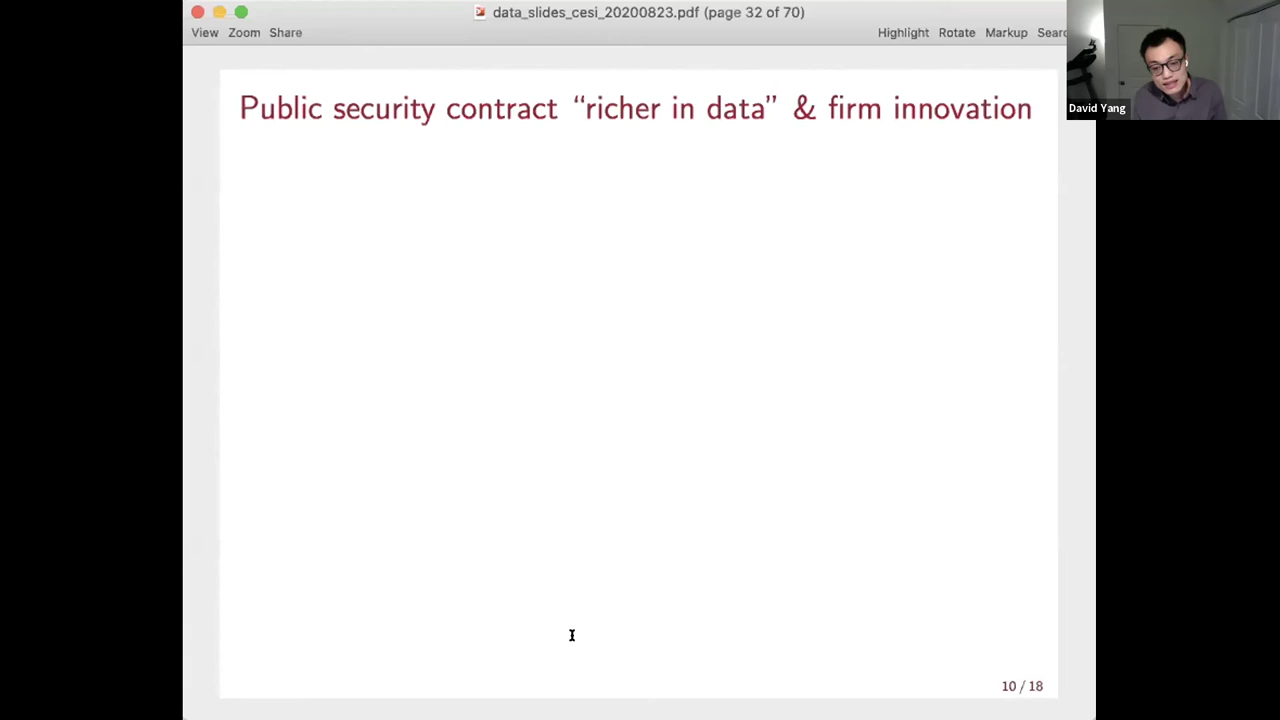 data_slides_cesi_20200823.pdf (page 32 of 70)
View Zoom Share Highlight Rotate Markup
David Yang
Public security contract “richer in data” & firm innovation
10 / 18